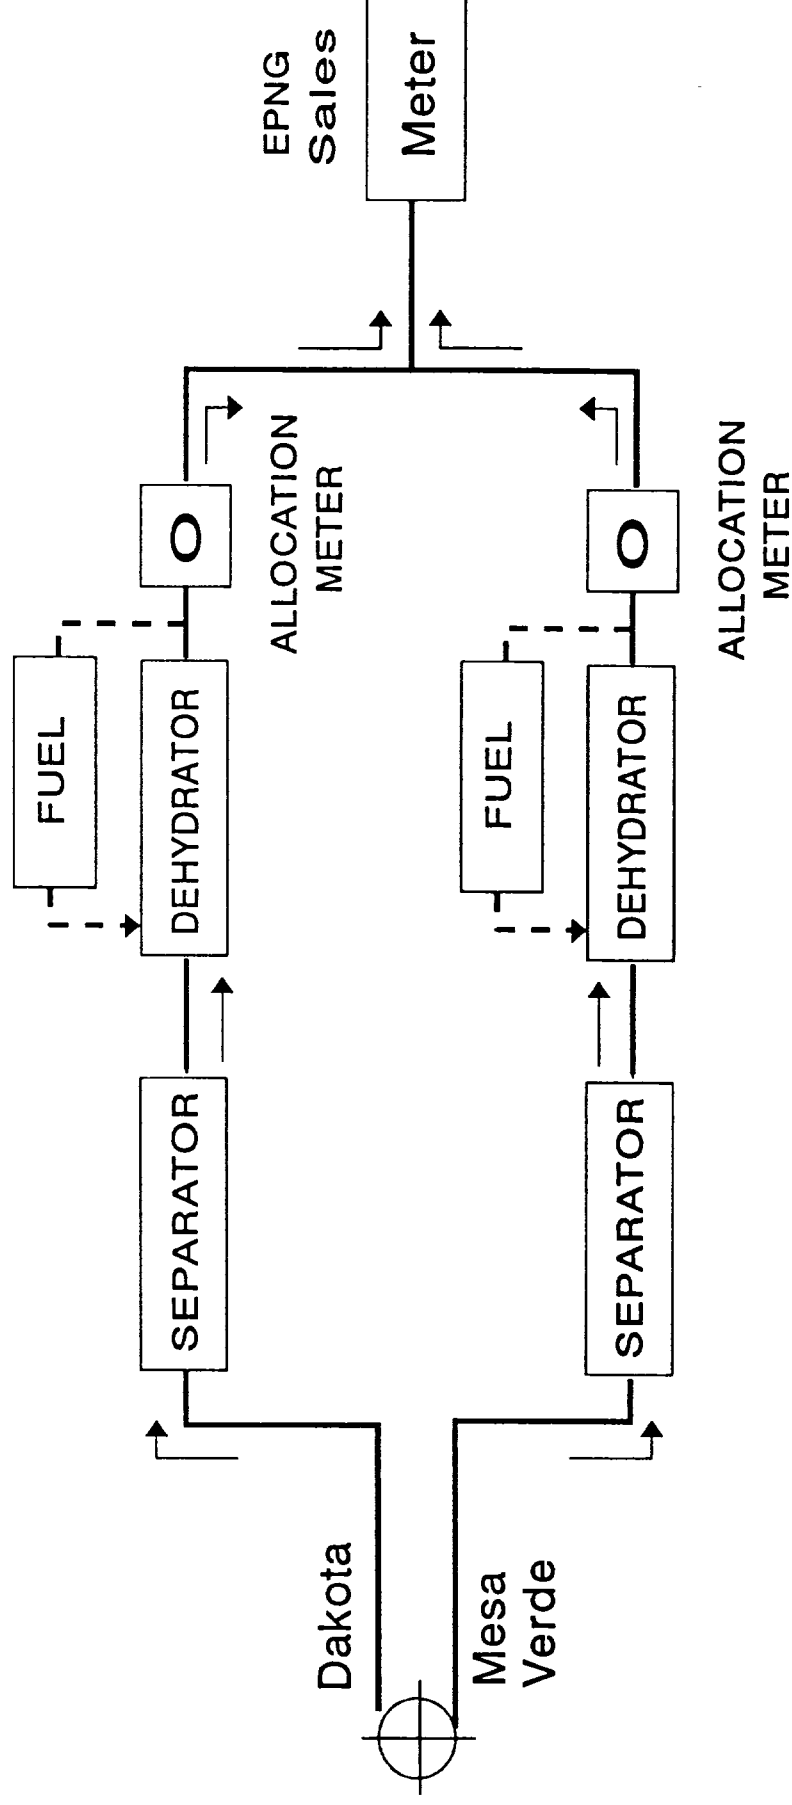 Dakota
Mesa
Verde
SEPARATOR
SEPARATOR
DEHYDRATOR
DEHYDRATOR
FUEL
FUEL
O
O
ALLOCATION
METER
ALLOCATION
METER
EPNG
Sales
Meter